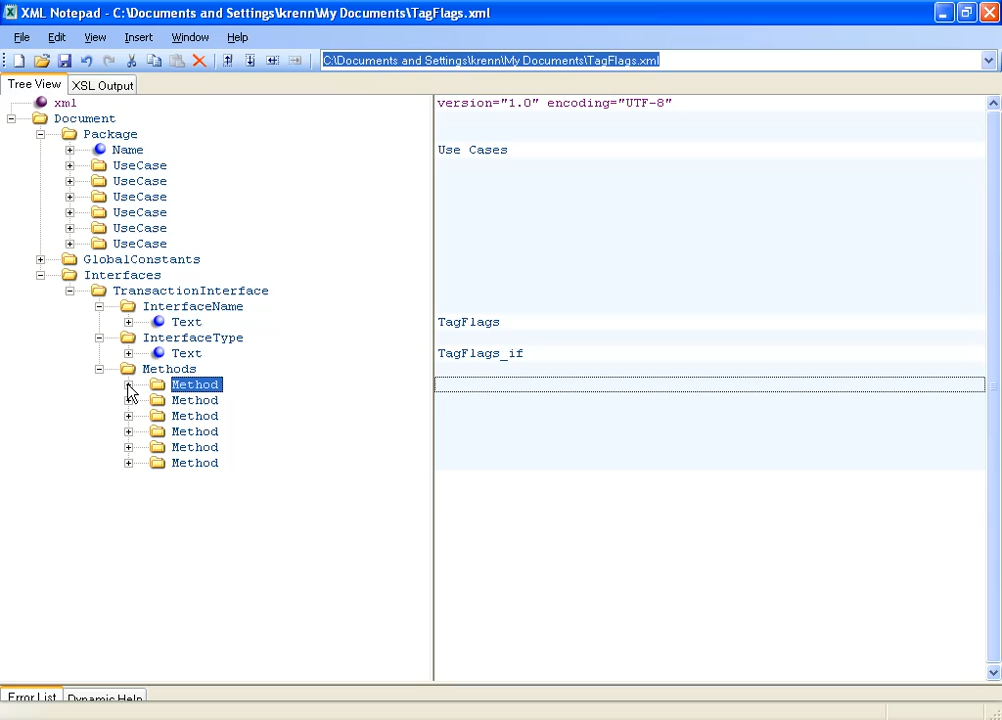 XML Notepad - C:\Documents and Settings\krenn\My Documents\TagFlags.xml
File Edit View Insert Window Help
C:\Documents and Settings\krenn\My Documents\TagFlags.xml
Tree View XSL Output
xml version="1.0" encoding="UTF-8"
Document
Package
Name Use Cases
UseCase
UseCase
UseCase
UseCase
UseCase
UseCase
GlobalConstants
Interfaces
TransactionInterface
InterfaceName
Text TagFlags
InterfaceType
Text TagFlags_if
Methods
Method
Method
Method
Method
Method
Method
Error List Dynamic Help